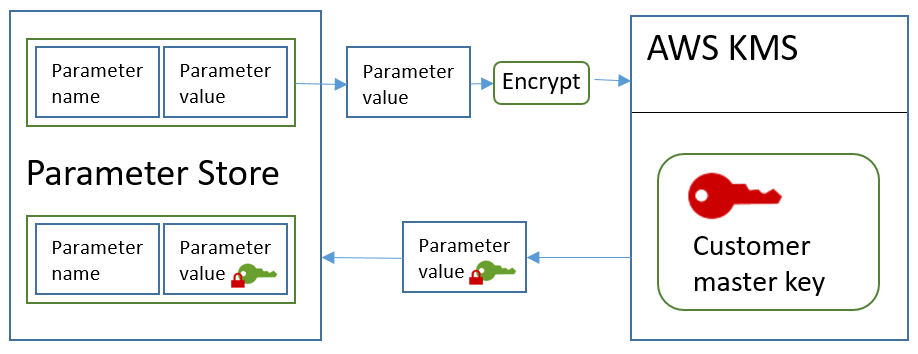 Parameter
name
Parameter
value
Parameter
value
Encrypt
AWS KMS
Parameter Store
Parameter
name
Parameter
value
Parameter
value
Customer
master key